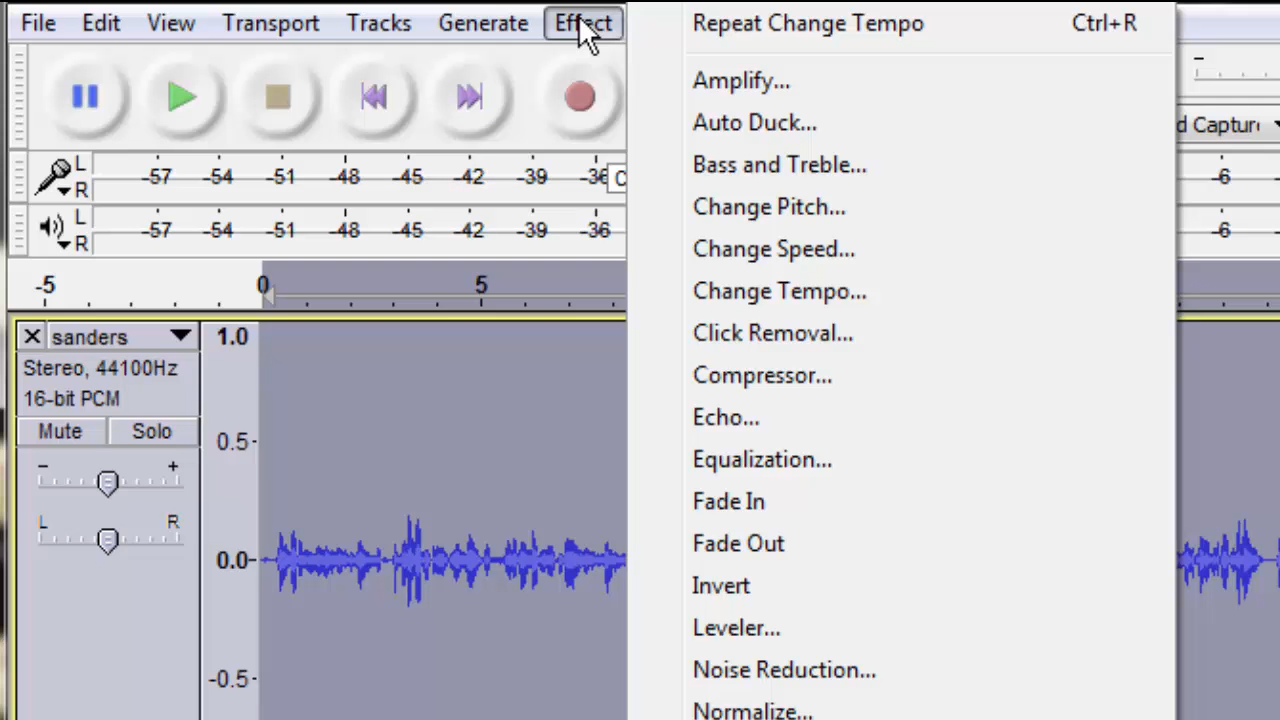 File Edit View Transport Tracks Generate Effect
Repeat Change Tempo Ctrl+R
Amplify...
Auto Duck...
Bass and Treble...
Change Pitch...
Change Speed...
Change Tempo...
Click Removal...
Compressor...
Echo...
Equalization...
Fade In
Fade Out
Invert
Leveler...
Noise Reduction...
Normalize...
d Captur
L
R
-57 -54 -51 -48 -45 -42 -39 -36 -6
L
R
-57 -54 -51 -48 -45 -42 -39 -36 -6
-5 0 5
sanders
Stereo, 44100Hz
16-bit PCM
Mute Solo
- +
L R
1.0
0.5
0.0
-0.5